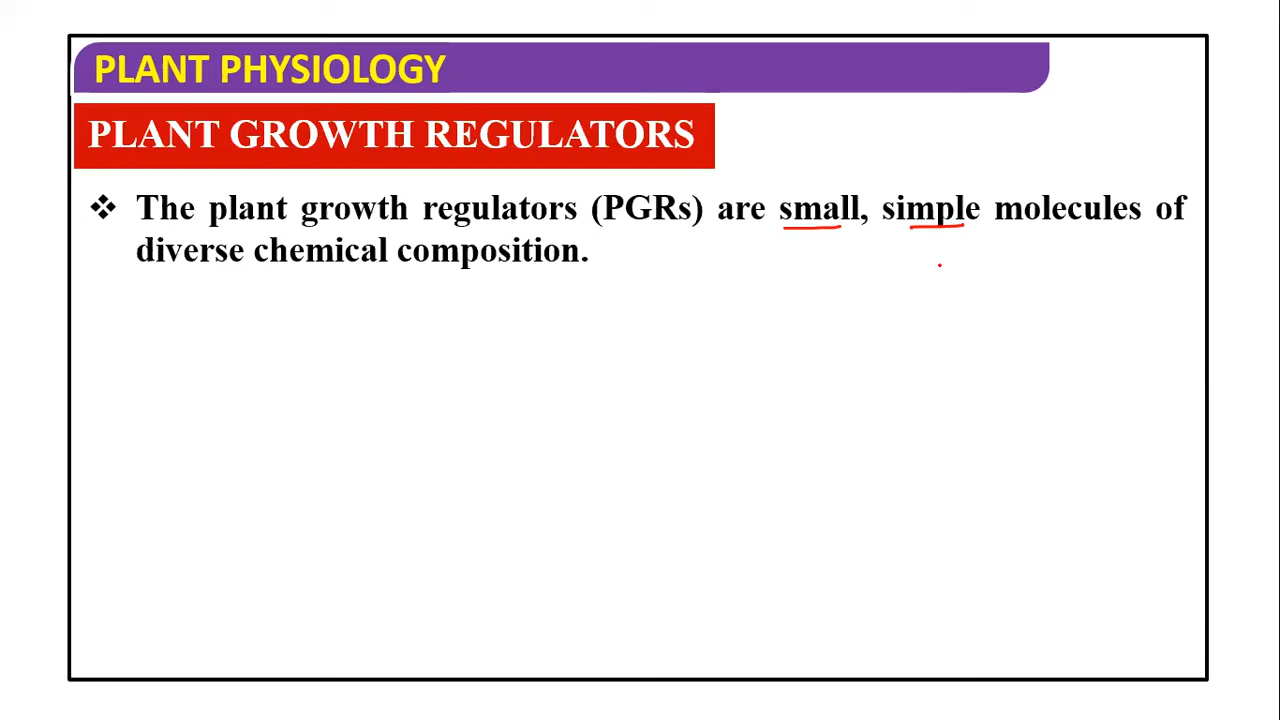 PLANT PHYSIOLOGY
PLANT GROWTH REGULATORS
❖ The plant growth regulators (PGRs) are small, simple molecules of
diverse chemical composition.